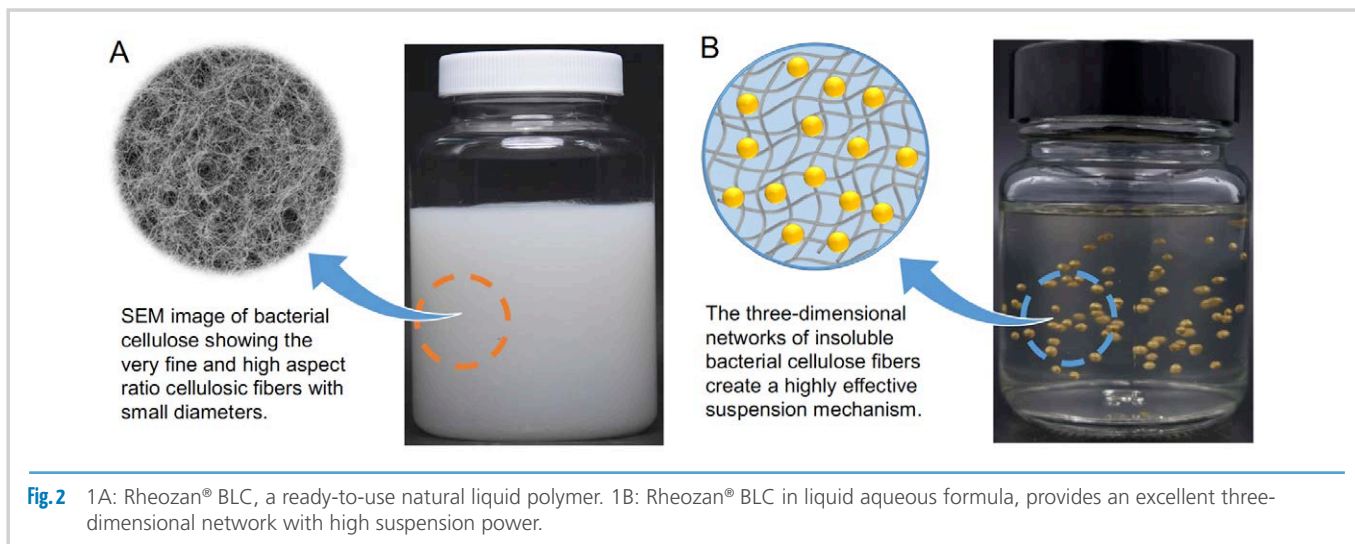 A
B
SEM image of bacterial
cellulose showing the
very fine and high aspect
ratio cellulosic fibers with
small diameters.
The three-dimensional
networks of insoluble
bacterial cellulose fibers
create a highly effective
suspension mechanism.
Fig. 2 1A: Rheozan® BLC, a ready-to-use natural liquid polymer. 1B: Rheozan® BLC in liquid aqueous formula, provides an excellent three-
dimensional network with high suspension power.